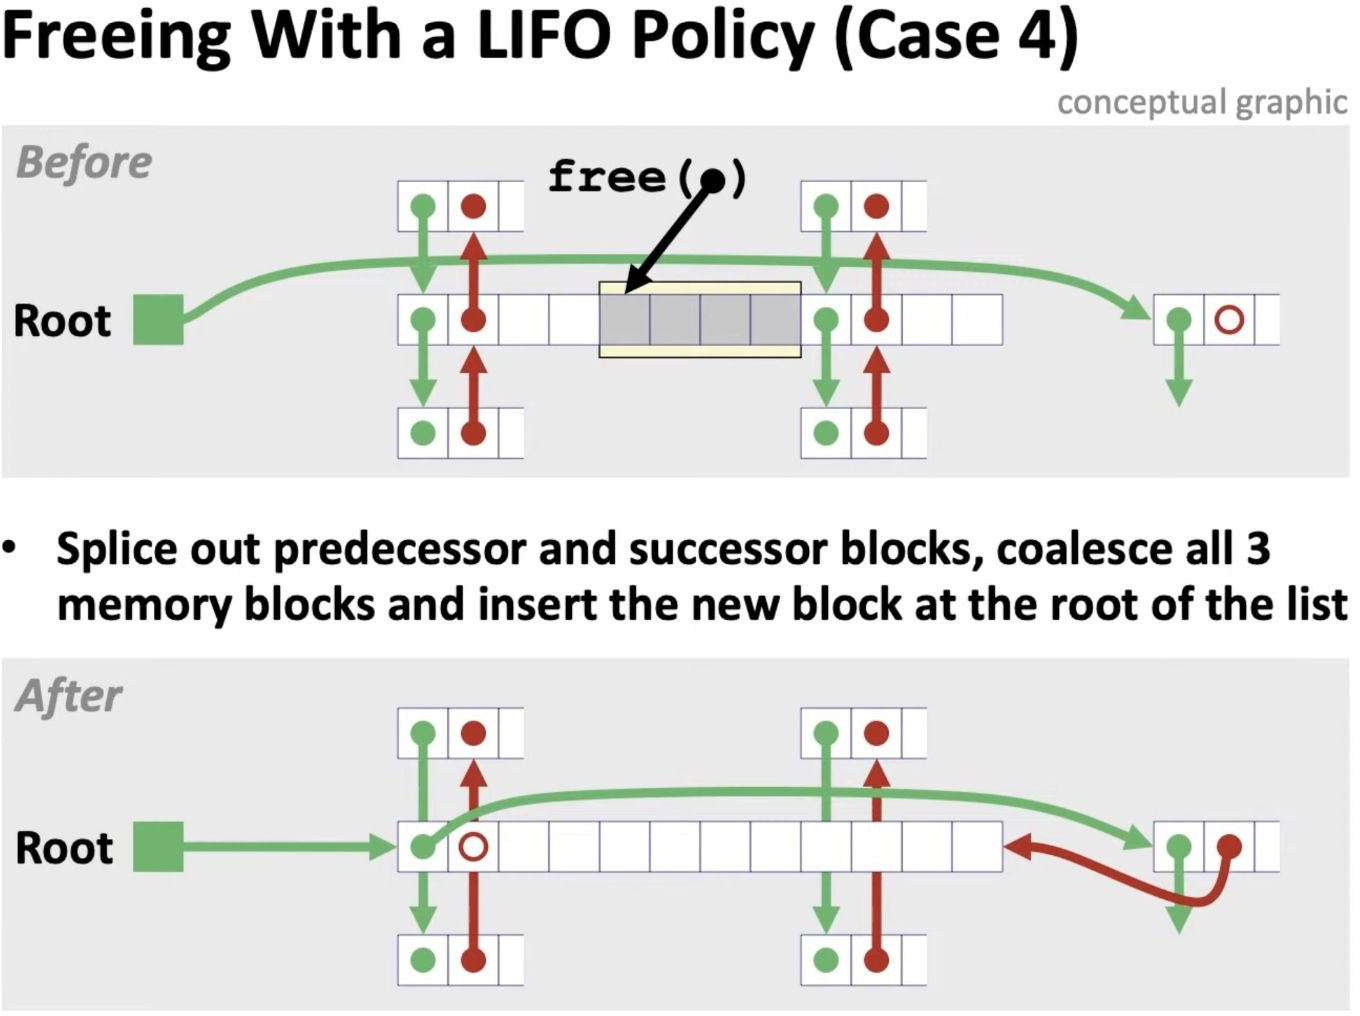 Freeing With a LIFO Policy (Case 4)
conceptual graphic
Before
free( )
Root
• Splice out predecessor and successor blocks, coalesce all 3
memory blocks and insert the new block at the root of the list
After
Root